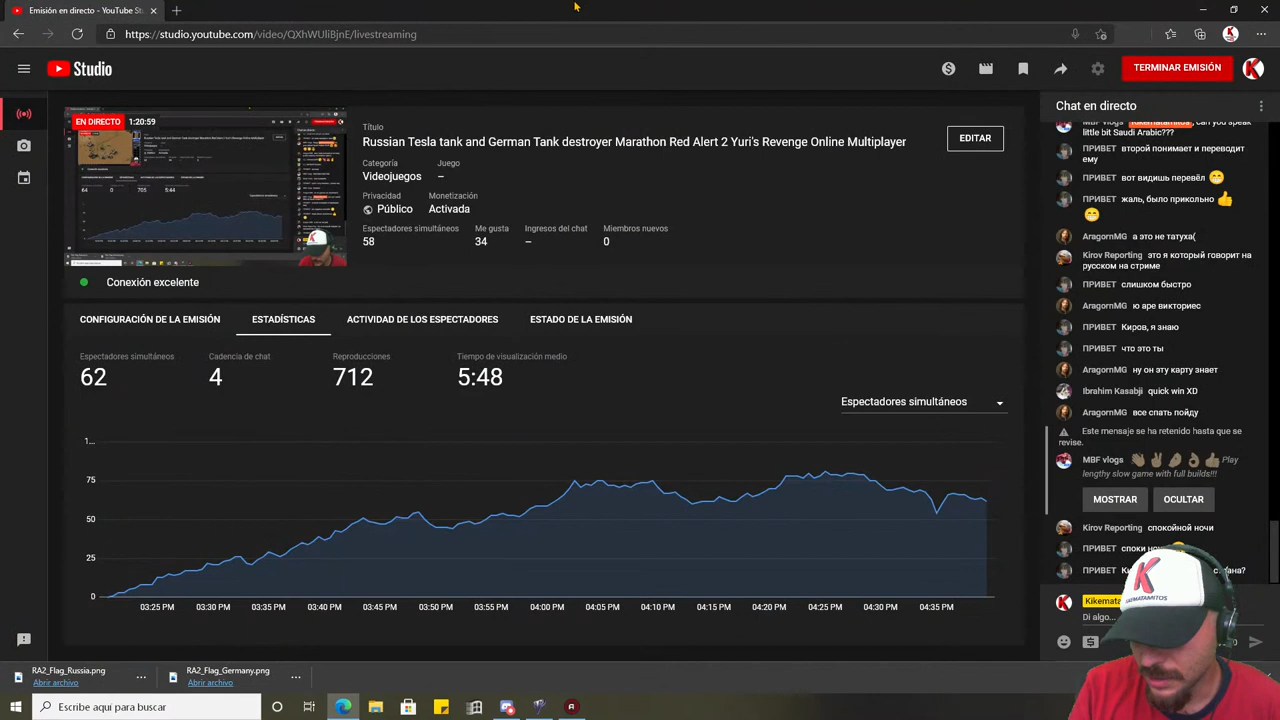 Emisión en directo - YouTube St
https://studio.youtube.com/video/QXhWUliBjnE/livestreaming
Studio
TERMINAR EMISIÓN
EN DIRECTO
1:20:59
Título
Russian Tesla tank and German Tank destroyer Marathon Red Alert 2 Yuri's Revenge Online Multiplayer
EDITAR
Categoría Juego
Videojuegos –
Privacidad Monetización
Público Activada
Espectadores simultáneos Me gusta Ingresos del chat Miembros nuevos
58 34 – 0
Conexión excelente
CONFIGURACIÓN DE LA EMISIÓN ESTADÍSTICAS ACTIVIDAD DE LOS ESPECTADORES ESTADO DE LA EMISIÓN
Espectadores simultáneos Cadencia de chat Reproducciones Tiempo de visualización medio
62 4 712 5:48
Espectadores simultáneos
1...
75
50
25
0
03:25 PM 03:30 PM 03:35 PM 03:40 PM 03:45 PM 03:50 PM 03:55 PM 04:00 PM 04:05 PM 04:10 PM 04:15 PM 04:20 PM 04:25 PM 04:30 PM 04:35 PM
Chat en directo
little bit Saudi Arabic???
ПРИВЕТ второй понимает и переводит
ему
ПРИВЕТ вот видишь перевёл 😁
ПРИВЕТ жаль, было прикольно 👍
😁
AragornMG а это не татуха(
Kirov Reporting это я который говорит на
русском на стриме
ПРИВЕТ слишком быстро
AragornMG ю аре викториес
ПРИВЕТ Киров, я знаю
ПРИВЕТ что это ты
AragornMG ну он эту карту знает
Ibrahim Kasabji quick win XD
AragornMG все спать пойду
Este mensaje se ha retenido hasta que se
revise.
MBF vlogs Play
lengthy slow game with full builds!!!
MOSTRAR OCULTAR
Kirov Reporting спокойной ночи
ПРИВЕТ споки
ПРИВЕТ
Di algo...
K
KIKEMATAMITOS
RA2_Flag_Russia.png
Abrir archivo
RA2_Flag_Germany.png
Abrir archivo
Escribe aquí para buscar